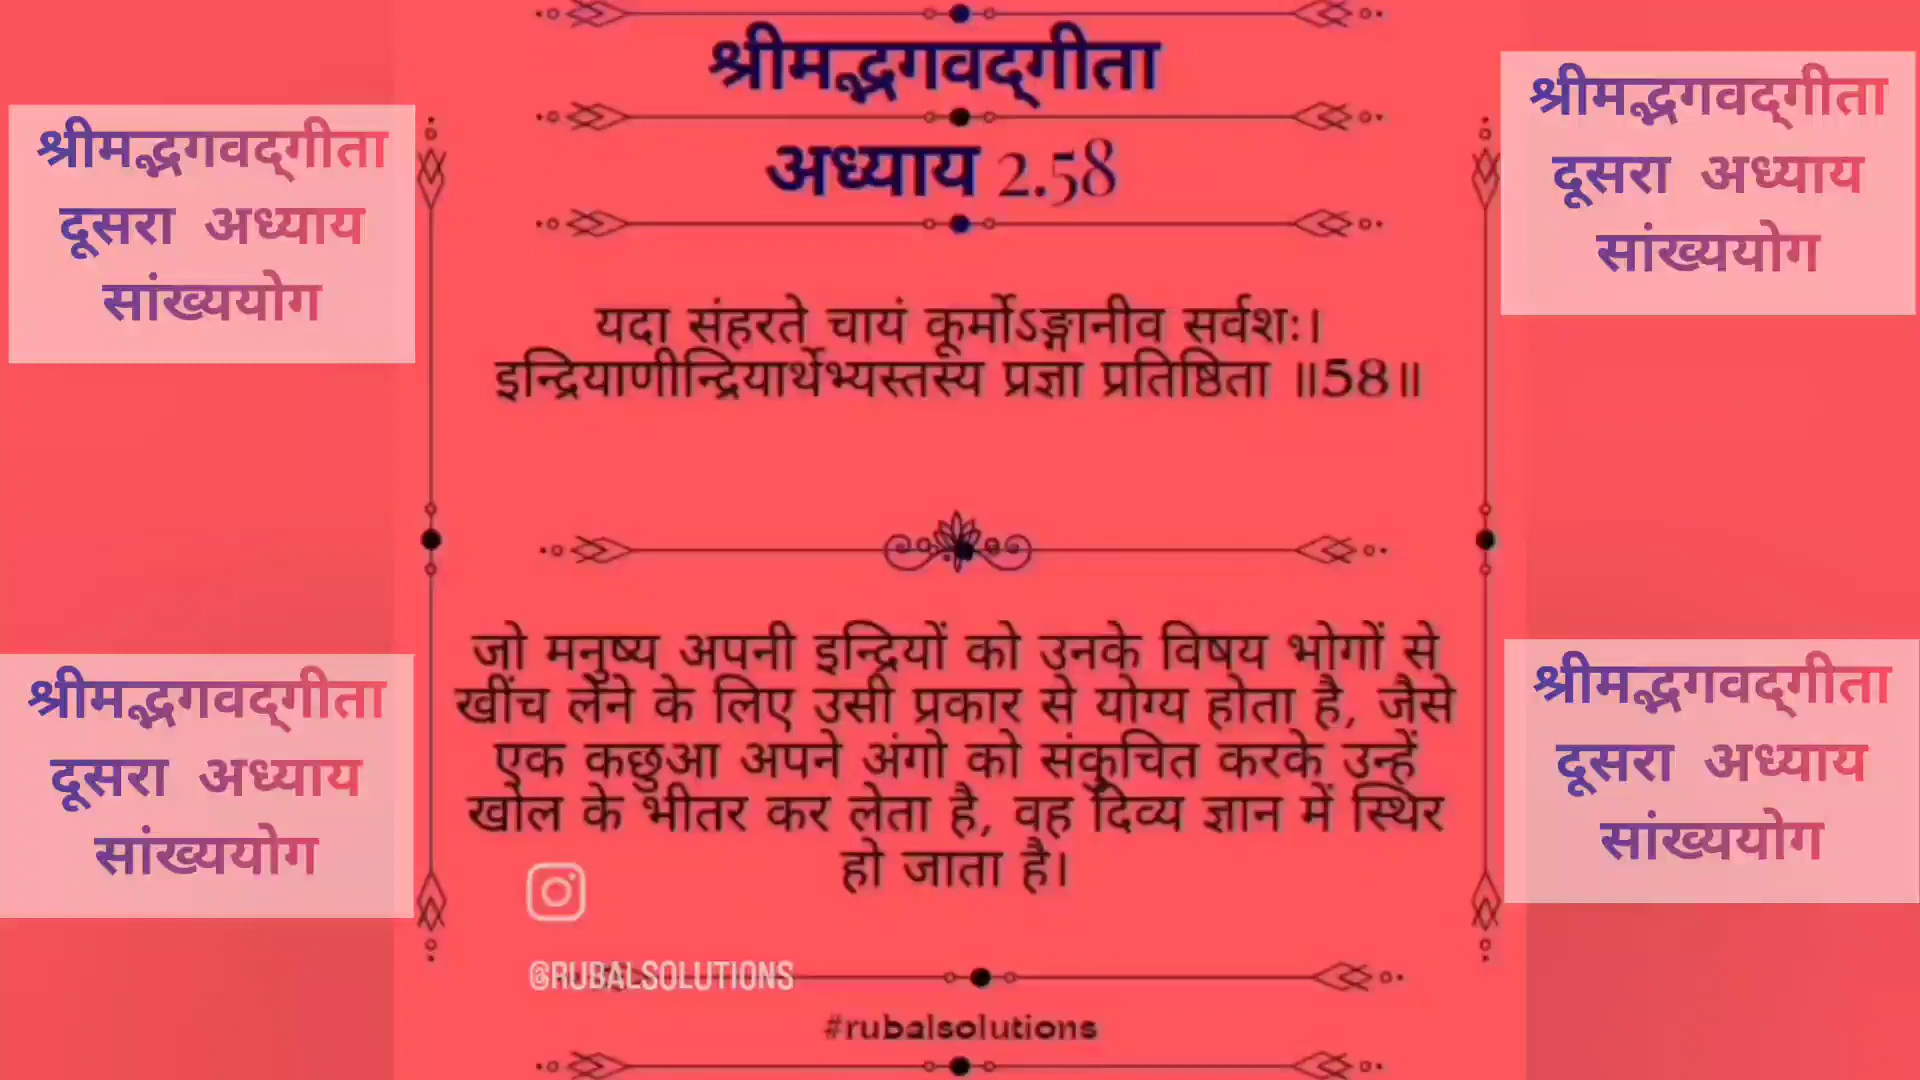 श्रीमद्भगवद्‌गीता
अध्याय 2.58
यदा संहरते चायं कूर्मोऽङ्गानीव सर्वशः।
इन्द्रियाणीन्द्रियार्थेभ्यस्तस्य प्रज्ञा प्रतिष्ठिता ॥58॥
जो मनुष्य अपनी इन्द्रियों को उनके विषय भोगों से
खींच लेने के लिए उसी प्रकार से योग्य होता है, जैसे
एक कछुआ अपने अंगो को संकुचित करके उन्हें
खोल के भीतर कर लेता है, वह दिव्य ज्ञान में स्थिर
हो जाता है।
@RUBALSOLUTIONS
#rubalsolutions
श्रीमद्भगवद्‌गीता
दूसरा अध्याय
सांख्ययोग
श्रीमद्भगवद्‌गीता
दूसरा अध्याय
सांख्ययोग
श्रीमद्भगवद्‌गीता
दूसरा अध्याय
सांख्ययोग
श्रीमद्भगवद्‌गीता
दूसरा अध्याय
सांख्ययोग